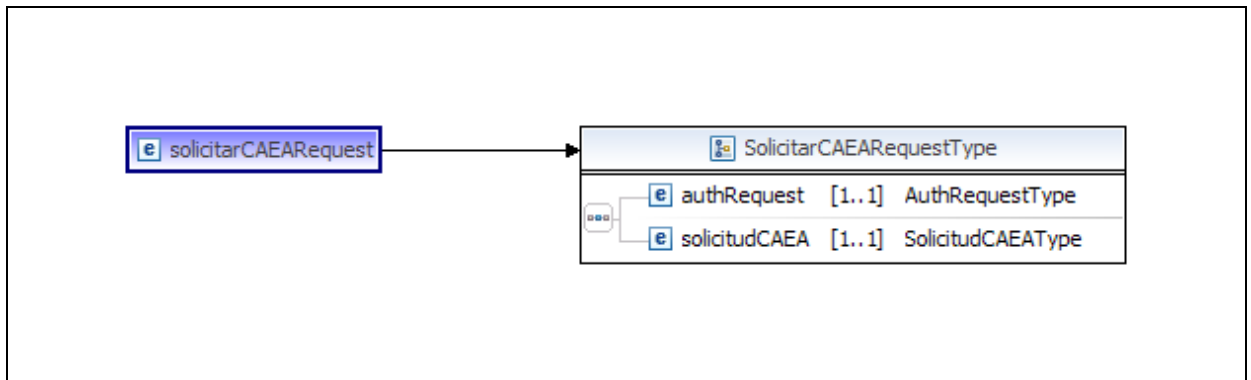 solicitarCAEARequest
SolicitarCAEARequestType
authRequest [1..1] AuthRequestType
solicitudCAEA [1..1] SolicitudCAEAType